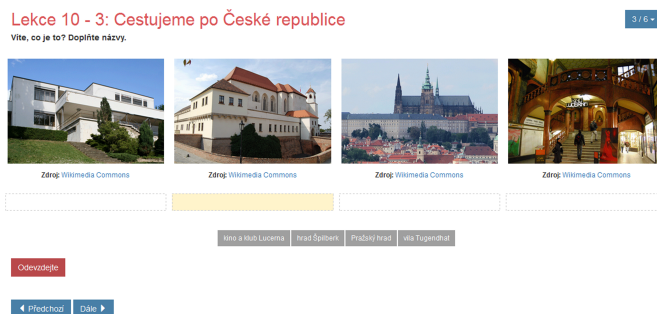 Lekce 10 - 3: Cestujeme po České republice
3 / 6
Víte, co je to? Doplňte názvy.
LUCERNA
Zdroj: Wikimedia Commons
Zdroj: Wikimedia Commons
Zdroj: Wikimedia Commons
Zdroj: Wikimedia Commons
kino a klub Lucerna
hrad Špilberk
Pražský hrad
vila Tugendhat
Odevzdejte
Předchozí
Dále